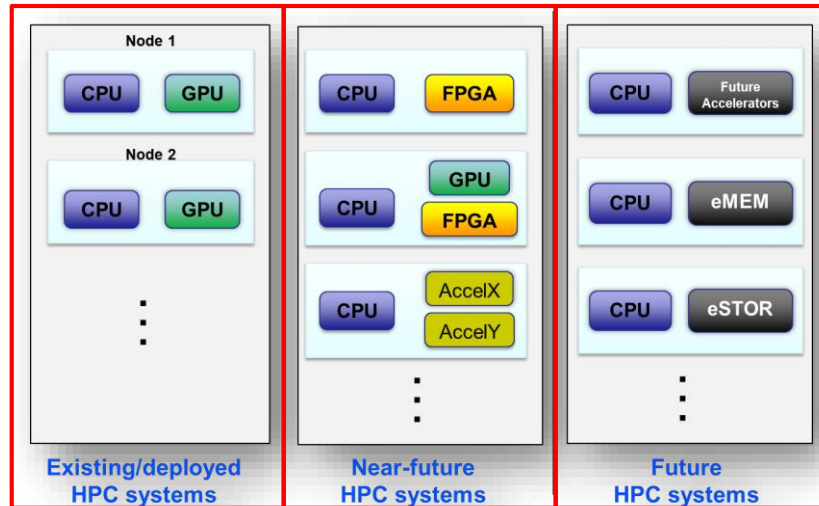 Node 1
CPU GPU
Node 2
CPU GPU
Existing/deployed
HPC systems
CPU FPGA
GPU
CPU
FPGA
AccelX
CPU
AccelY
Near-future
HPC systems
CPU Future
Accelerators
CPU eMEM
CPU eSTOR
Future
HPC systems